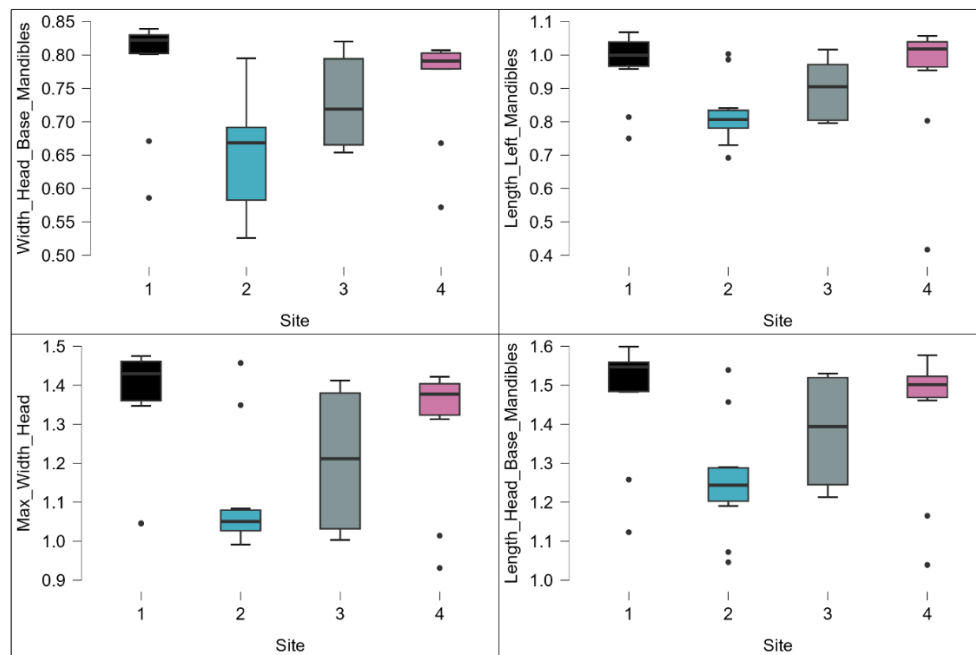 Width_Head_Base_Mandibles
0.85
0.80
0.75
0.70
0.65
0.60
0.55
0.50
1 2 3 4
Site
Length_Left_Mandibles
1.1
1.0
0.9
0.8
0.7
0.6
0.5
0.4
1 2 3 4
Site
Max_Width_Head
1.5
1.4
1.3
1.2
1.1
1.0
0.9
1 2 3 4
Site
Length_Head_Base_Mandibles
1.6
1.5
1.4
1.3
1.2
1.1
1.0
1 2 3 4
Site